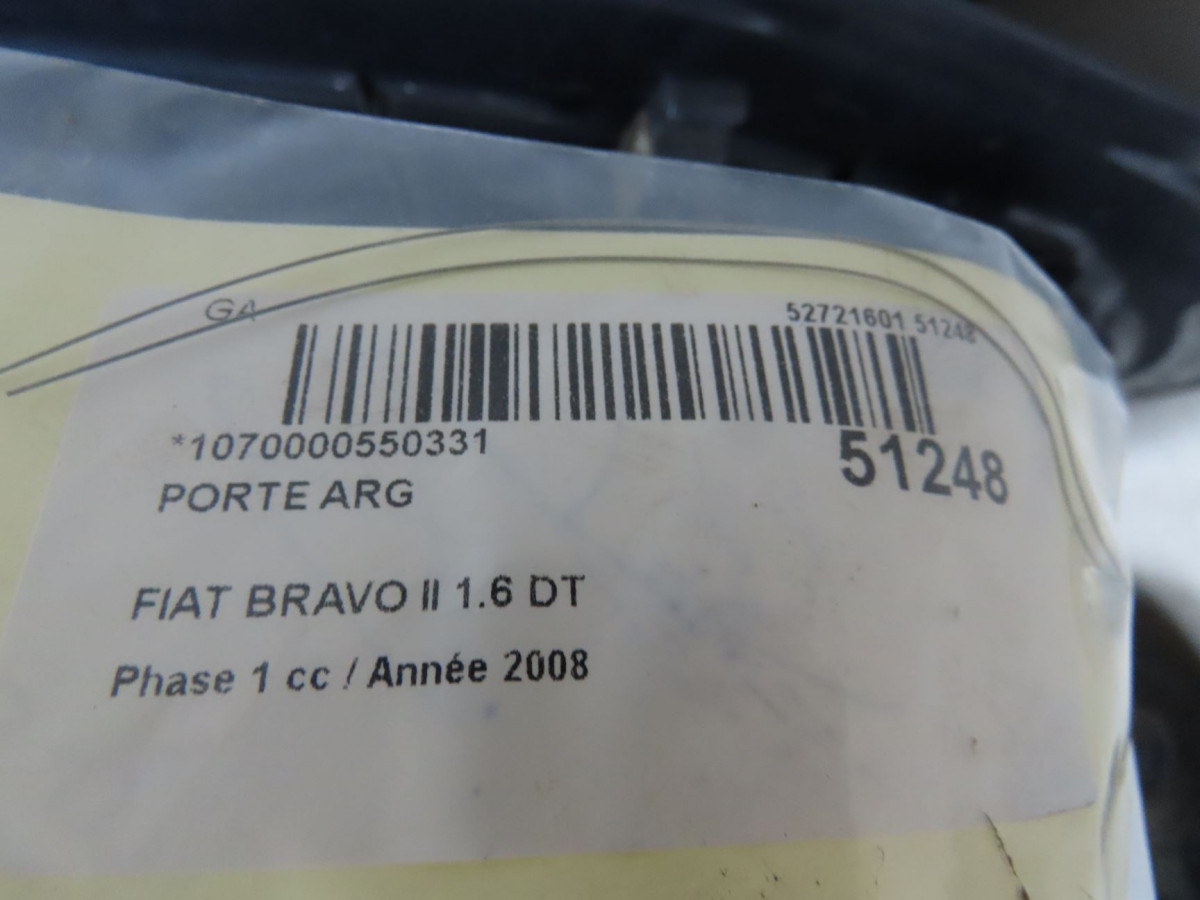 GA
52721601 51248
*1070000550331
51248
PORTE ARG
FIAT BRAVO II 1.6 DT
Phase 1 cc / Année 2008